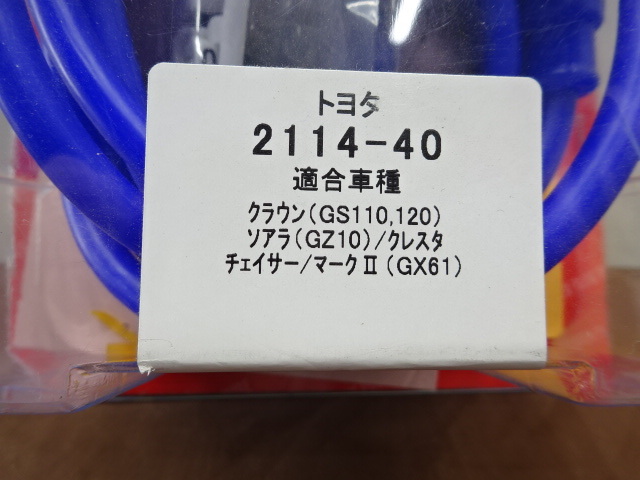 トヨタ
2114-40
適合車種
クラウン(GS110,120)
ソアラ(GZ10)/クレスタ
チェイサー/マークⅡ(GX61)